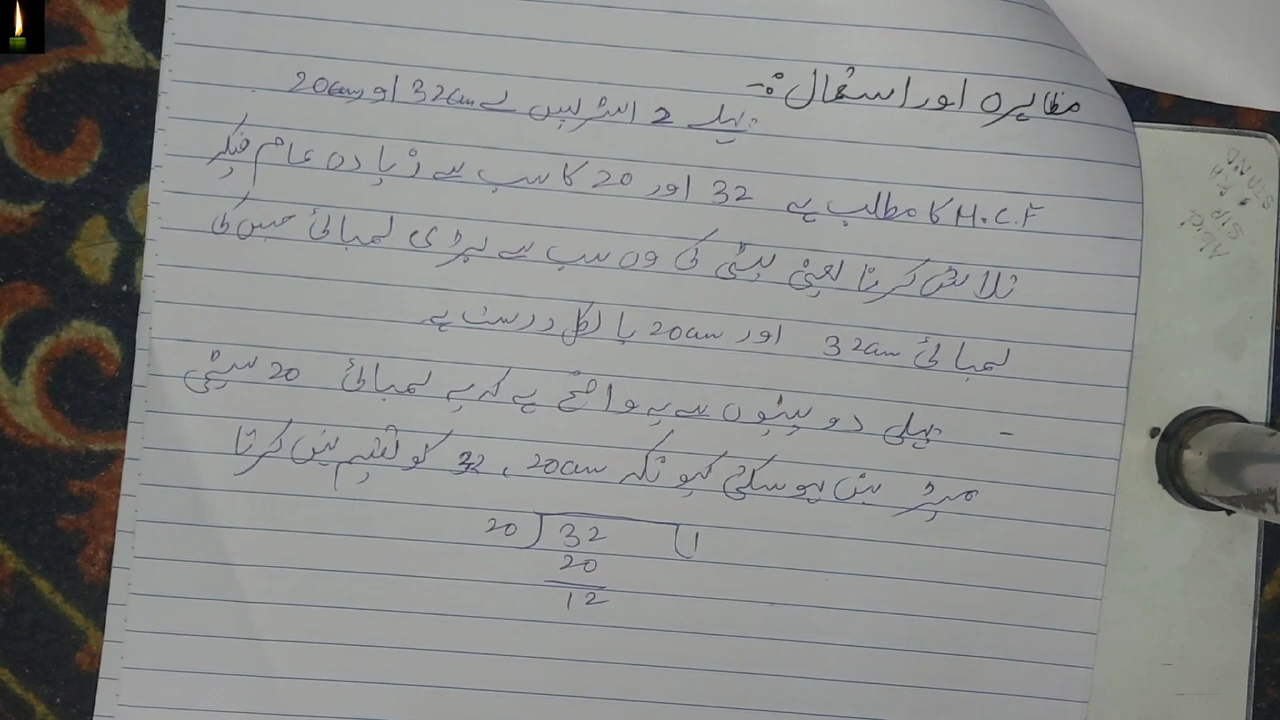 مظاہرہ اور استعمال :-
پہلے 2 اسٹرپس لے 32cm اور 20cm
H.C.F کا مطلب ہے 32 اور 20 کا سب سے زیادہ عام فیکٹر
تلاش کرنا یعنی پٹی کی وہ سب سے بڑی لمبائی جس کی
لمبائی 32cm اور 20cm بالکل درست ہے
- پہلی دو پٹیوں سے یہ واضح ہے کہ یہ لمبائی 20 سینٹی
میٹر نہیں ہو سکتی کیونکہ 20cm ، 32 کو تقسیم نہیں کرتا
20 ) 32 ( 1
20
12